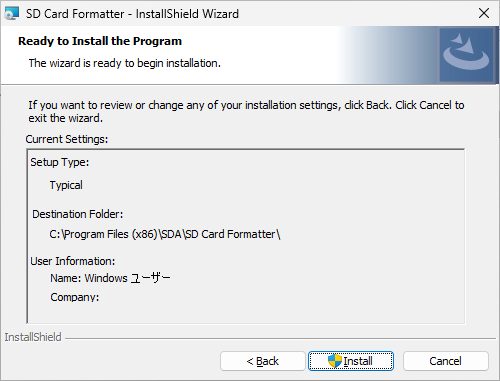 SD Card Formatter - InstallShield Wizard
Ready to Install the Program
The wizard is ready to begin installation.
If you want to review or change any of your installation settings, click Back. Click Cancel to
exit the wizard.
Current Settings:
Setup Type:
Typical
Destination Folder:
C:\Program Files (x86)\SDA\SD Card Formatter\
User Information:
Name: Windows ユーザー
Company:
InstallShield
< Back
Install
Cancel